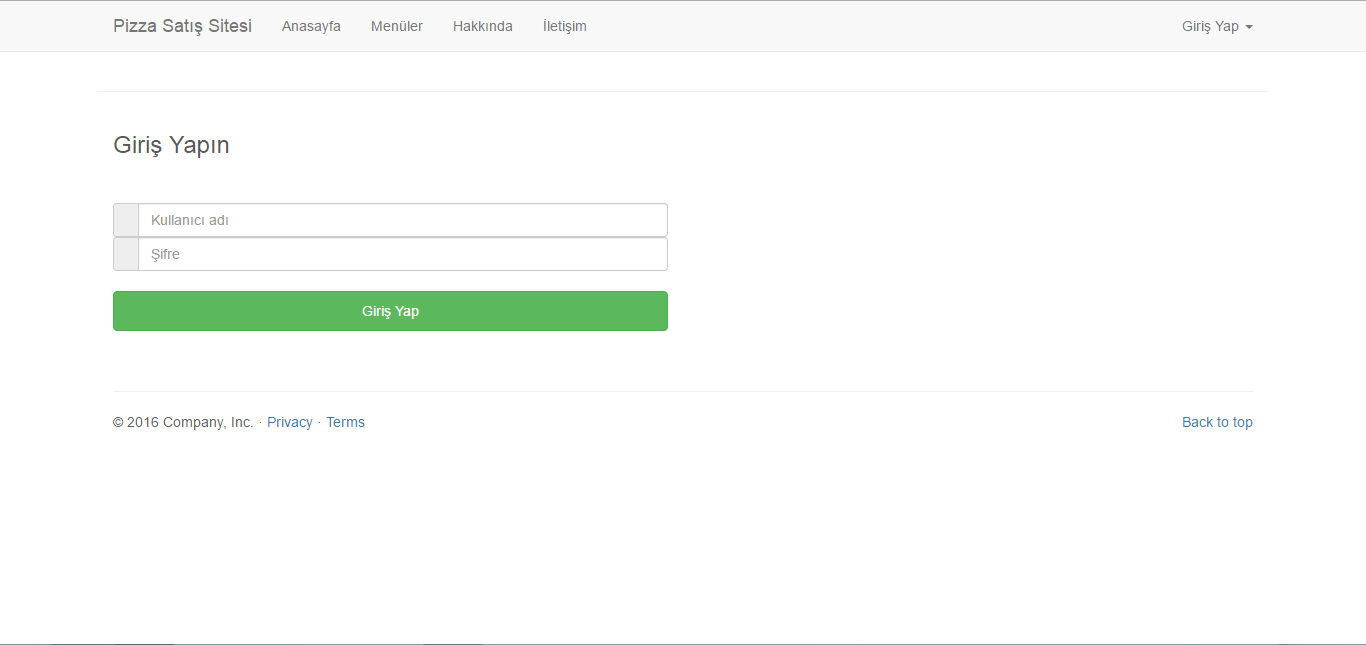 Pizza Satış Sitesi Anasayfa Menüler Hakkında İletişim Giriş Yap
Giriş Yapın
Kullanıcı adı
Şifre
Giriş Yap
© 2016 Company, Inc. · Privacy · Terms Back to top